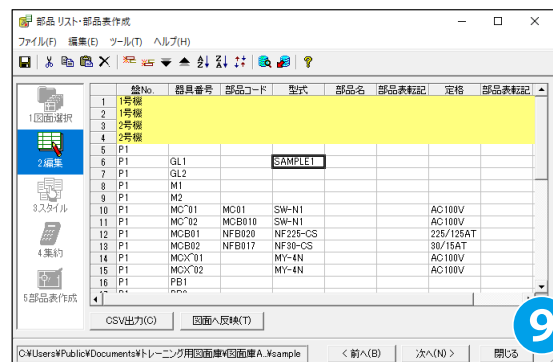 部品 リスト・部品表作成
ファイル(F) 編集(E) ツール(T) ヘルプ(H)
盤No. 器具番号 部品コード 型式 部品名 部品表転記 定格 部品表転記
1 1号機
2 1号機
3 2号機
4 2号機
5 P1
6 P1 GL1 SAMPLE1
7 P1 GL2
8 P1 M1
9 P1 M2
10 P1 MC^01 MC01 SW-N1 AC100V
11 P1 MC^02 MCB010 SW-N1 AC100V
12 P1 MCB01 NFB020 NF225-CS 225/125AT
13 P1 MCB02 NFB017 NF30-CS 30/15AT
14 P1 MCX^01 MY-4N AC100V
15 P1 MCX^02 MY-4N AC100V
16 P1 PB1
1.図面選択
2.編集
3.スタイル
4.集約
5.部品表作成
CSV出力(C) 図面へ反映(T)
9
C:¥Users¥Public¥Documents¥トレーニング用図面庫¥図面庫A..¥sample < 前へ(B) 次へ(N) > 閉じる